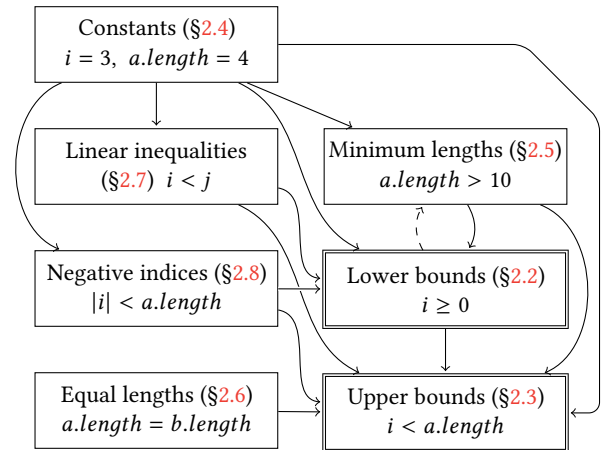 Constants (§2.4)
i = 3, a.length = 4
Linear inequalities
(§2.7) i < j
Minimum lengths (§2.5)
a.length > 10
Negative indices (§2.8)
|i| < a.length
Lower bounds (§2.2)
i ≥ 0
Equal lengths (§2.6)
a.length = b.length
Upper bounds (§2.3)
i < a.length